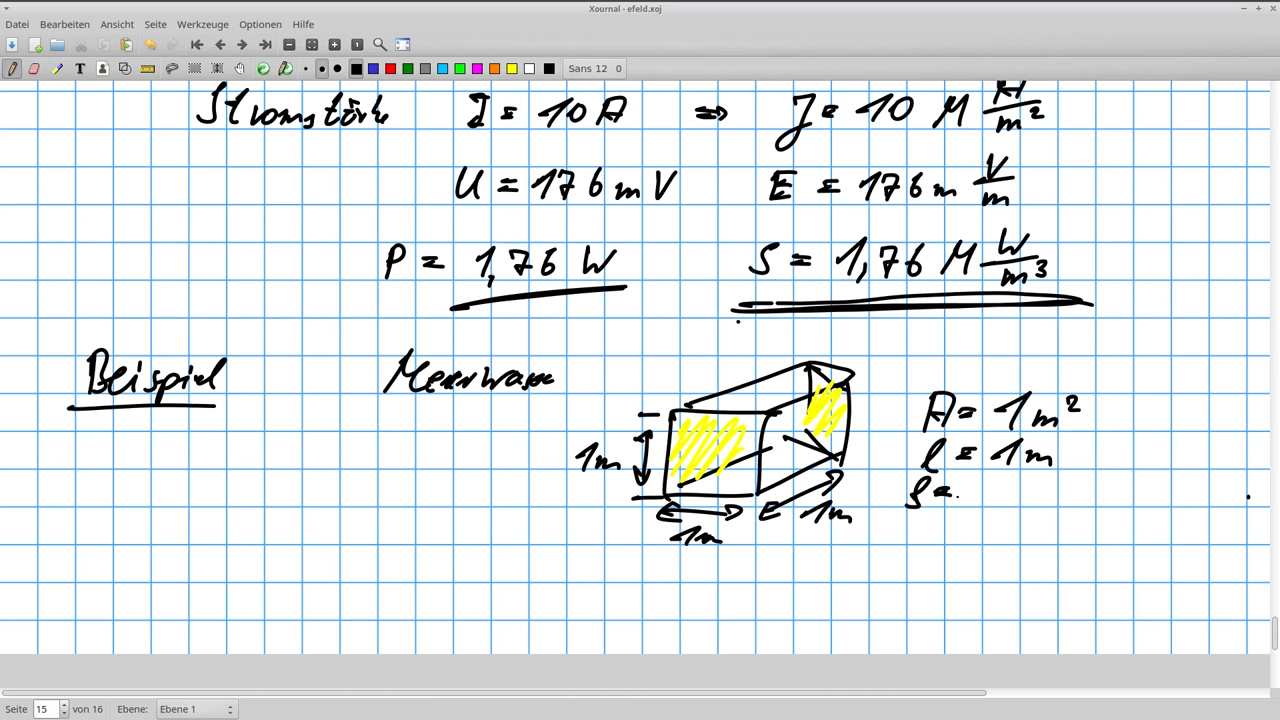 Xournal - efeld.xoj
Datei Bearbeiten Ansicht Seite Werkzeuge Optionen Hilfe
Sans 12 0
Stromstärke I = 10 A ⇒ J = 10 M A/m²
U = 176 m V E = 176 m V/m
P = 1,76 W S = 1,76 M W/m³
Beispiel Meerwasser
A = 1 m²
1m l = 1 m
ρ =
1m 1m
Seite 15 von 16 Ebene: Ebene 1